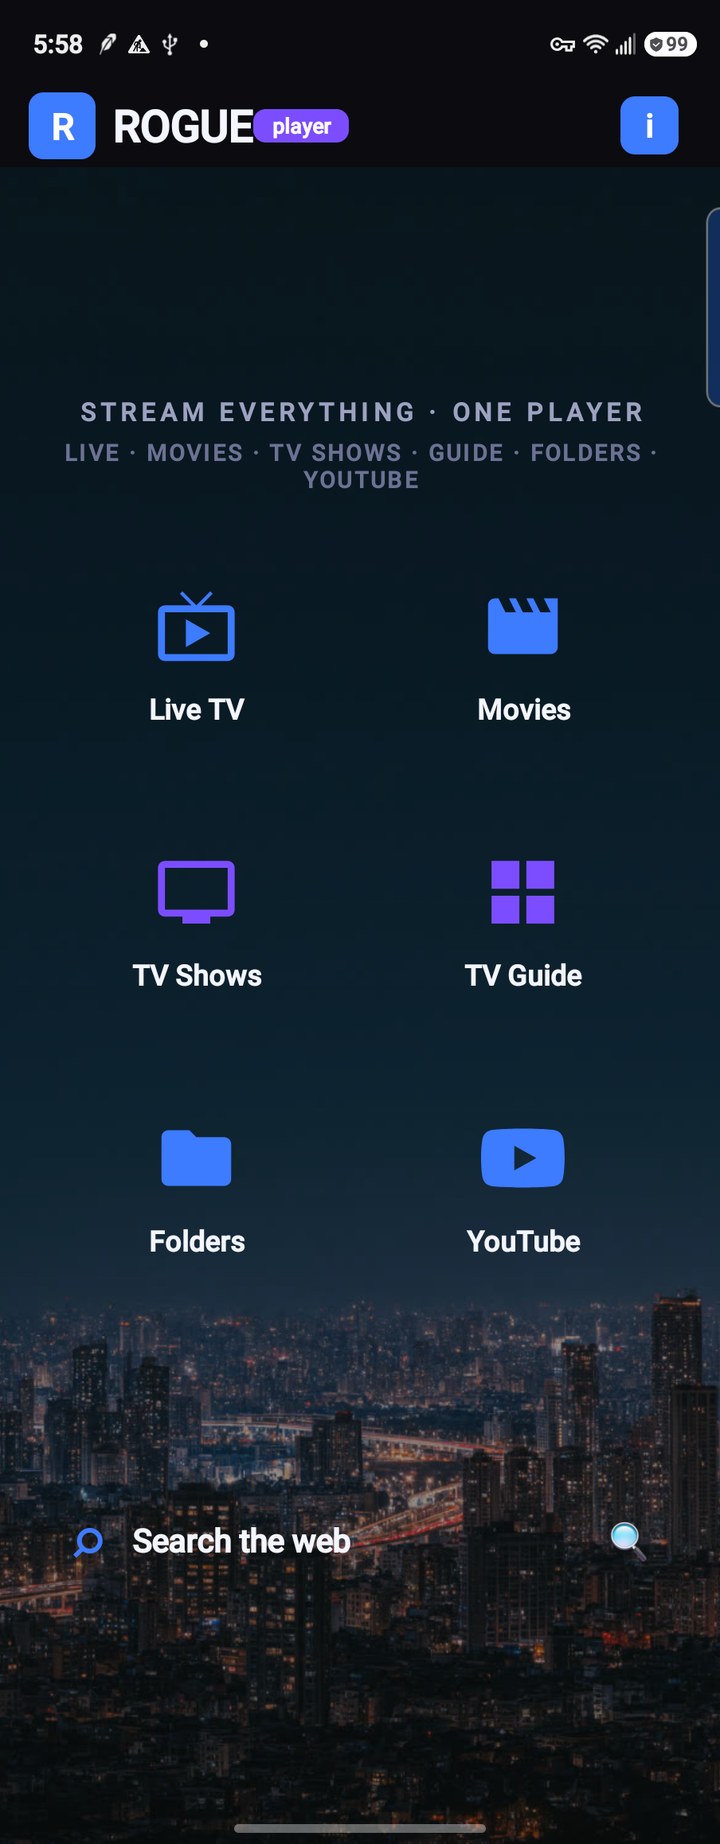 5:58
99
R ROGUE player i
STREAM EVERYTHING · ONE PLAYER
LIVE · MOVIES · TV SHOWS · GUIDE · FOLDERS ·
YOUTUBE
Live TV
Movies
TV Shows
TV Guide
Folders
YouTube
Search the web